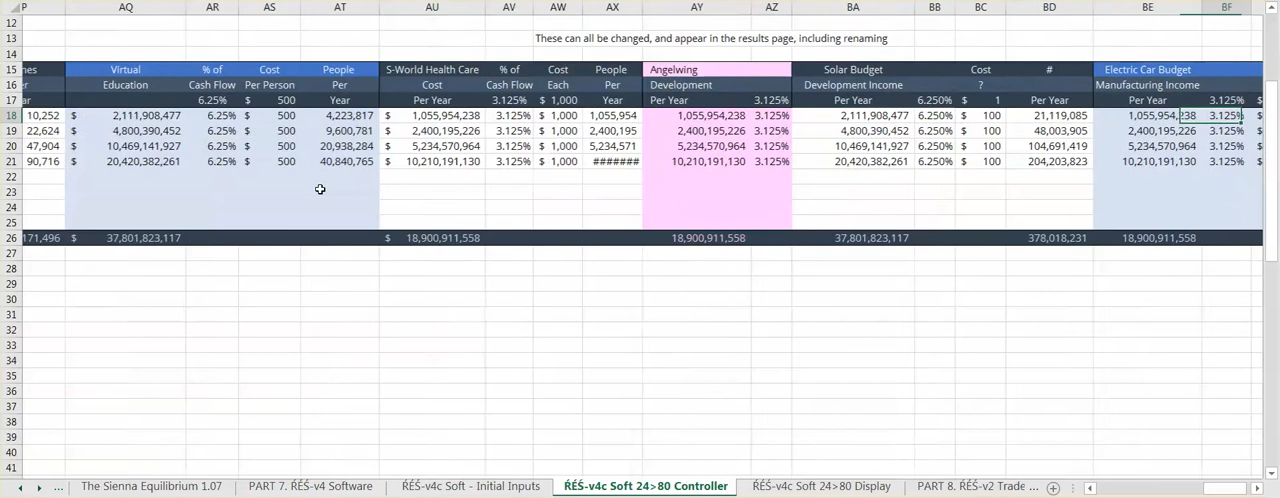 P AQ AR AS AT AU AV AW AX AY AZ BA BB BC BD BE BF
12
13 These can all be changed, and appear in the results page, including renaming
14
15 nes Virtual % of Cost People S-World Health Care % of Cost People Angelwing Solar Budget Cost # Electric Car Budget
16 er Education Cash Flow Per Person Per Cost Cash Flow Each Per Development Development Income ? Manufacturing Income
17 ar 6.25% $ 500 Year Per Year 3.125% $ 1,000 Year Per Year 3.125% Per Year 6.250% $ 1 Per Year Per Year 3.125% $
18 10,252 $ 2,111,908,477 6.25% $ 500 4,223,817 $ 1,055,954,238 3.125% $ 1,000 1,055,954 1,055,954,238 3.125% 2,111,908,477 6.250% $ 100 21,119,085 1,055,954,238 3.125% $
19 22,624 $ 4,800,390,452 6.25% $ 500 9,600,781 $ 2,400,195,226 3.125% $ 1,000 2,400,195 2,400,195,226 3.125% 4,800,390,452 6.250% $ 100 48,003,905 2,400,195,226 3.125% $
20 47,904 $ 10,469,141,927 6.25% $ 500 20,938,284 $ 5,234,570,964 3.125% $ 1,000 5,234,571 5,234,570,964 3.125% 10,469,141,927 6.250% $ 100 104,691,419 5,234,570,964 3.125% $
21 90,716 $ 20,420,382,261 6.25% $ 500 40,840,765 $ 10,210,191,130 3.125% $ 1,000 ####### 10,210,191,130 3.125% 20,420,382,261 6.250% $ 100 204,203,823 10,210,191,130 3.125% $
22
23
24
25
26 171,496 $ 37,801,823,117 $ 18,900,911,558 18,900,911,558 37,801,823,117 378,018,231 18,900,911,558
27
28
29
30
31
32
33
34
35
36
37
38
39
40
41
... The Sienna Equilibrium 1.07 PART 7. ŔÉŚ-v4 Software ŔÉŚ-v4c Soft - Initial Inputs ŔÉŚ-v4c Soft 24>80 Controller ŔÉŚ-v4c Soft 24>80 Display PART 8. ŔÉŚ-v2 Trade ...